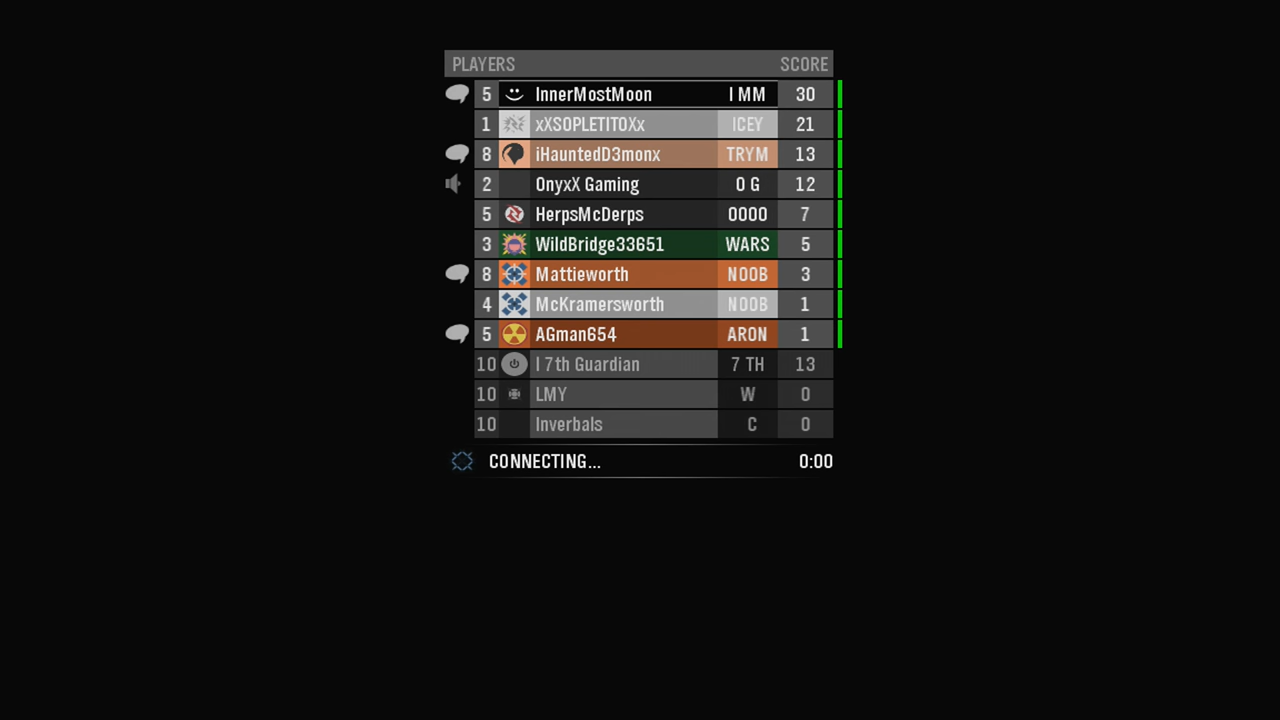 PLAYERS SCORE
5 InnerMostMoon I MM 30
1 xXSOPLETITOXx ICEY 21
8 iHauntedD3monx TRYM 13
2 OnyxX Gaming O G 12
5 HerpsMcDerps OOOO 7
3 WildBridge33651 WARS 5
8 Mattieworth NOOB 3
4 McKramersworth NOOB 1
5 AGman654 ARON 1
10 I 7th Guardian 7 TH 13
10 LMY W 0
10 Inverbals C 0
CONNECTING... 0:00